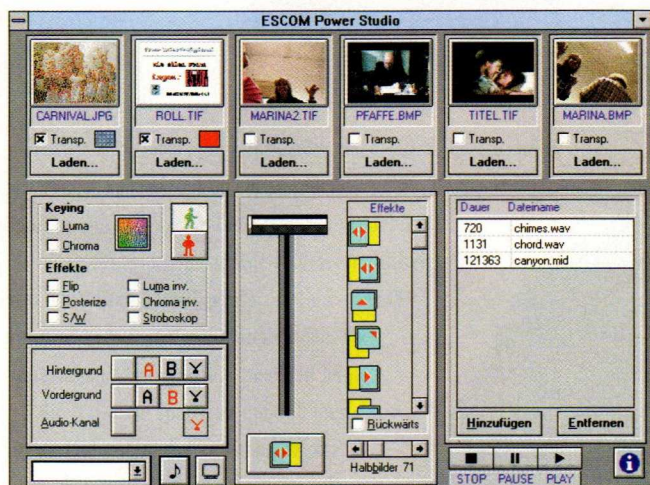 ESCOM Power Studio
CARNIVAL.JPG
ROLL.TIF
MARINA2.TIF
PFAFFE.BMP
TITEL.TIF
MARINA.BMP
Transp.
Transp.
Transp.
Transp.
Transp.
Transp.
Laden...
Laden...
Laden...
Laden...
Laden...
Laden...
Keying
Luma
Chroma
Effekte
Flip
Luma inv.
Posterize
Chroma inv.
S/W
Stroboskop
Hintergrund
A B
Vordergrund
A B
Audio-Kanal
Effekte
Rückwärts
Halbbilder 71
Dauer Dateiname
720 chimes.wav
1131 chord.wav
121363 canyon.mid
Hinzufügen
Entfernen
STOP PAUSE PLAY
i